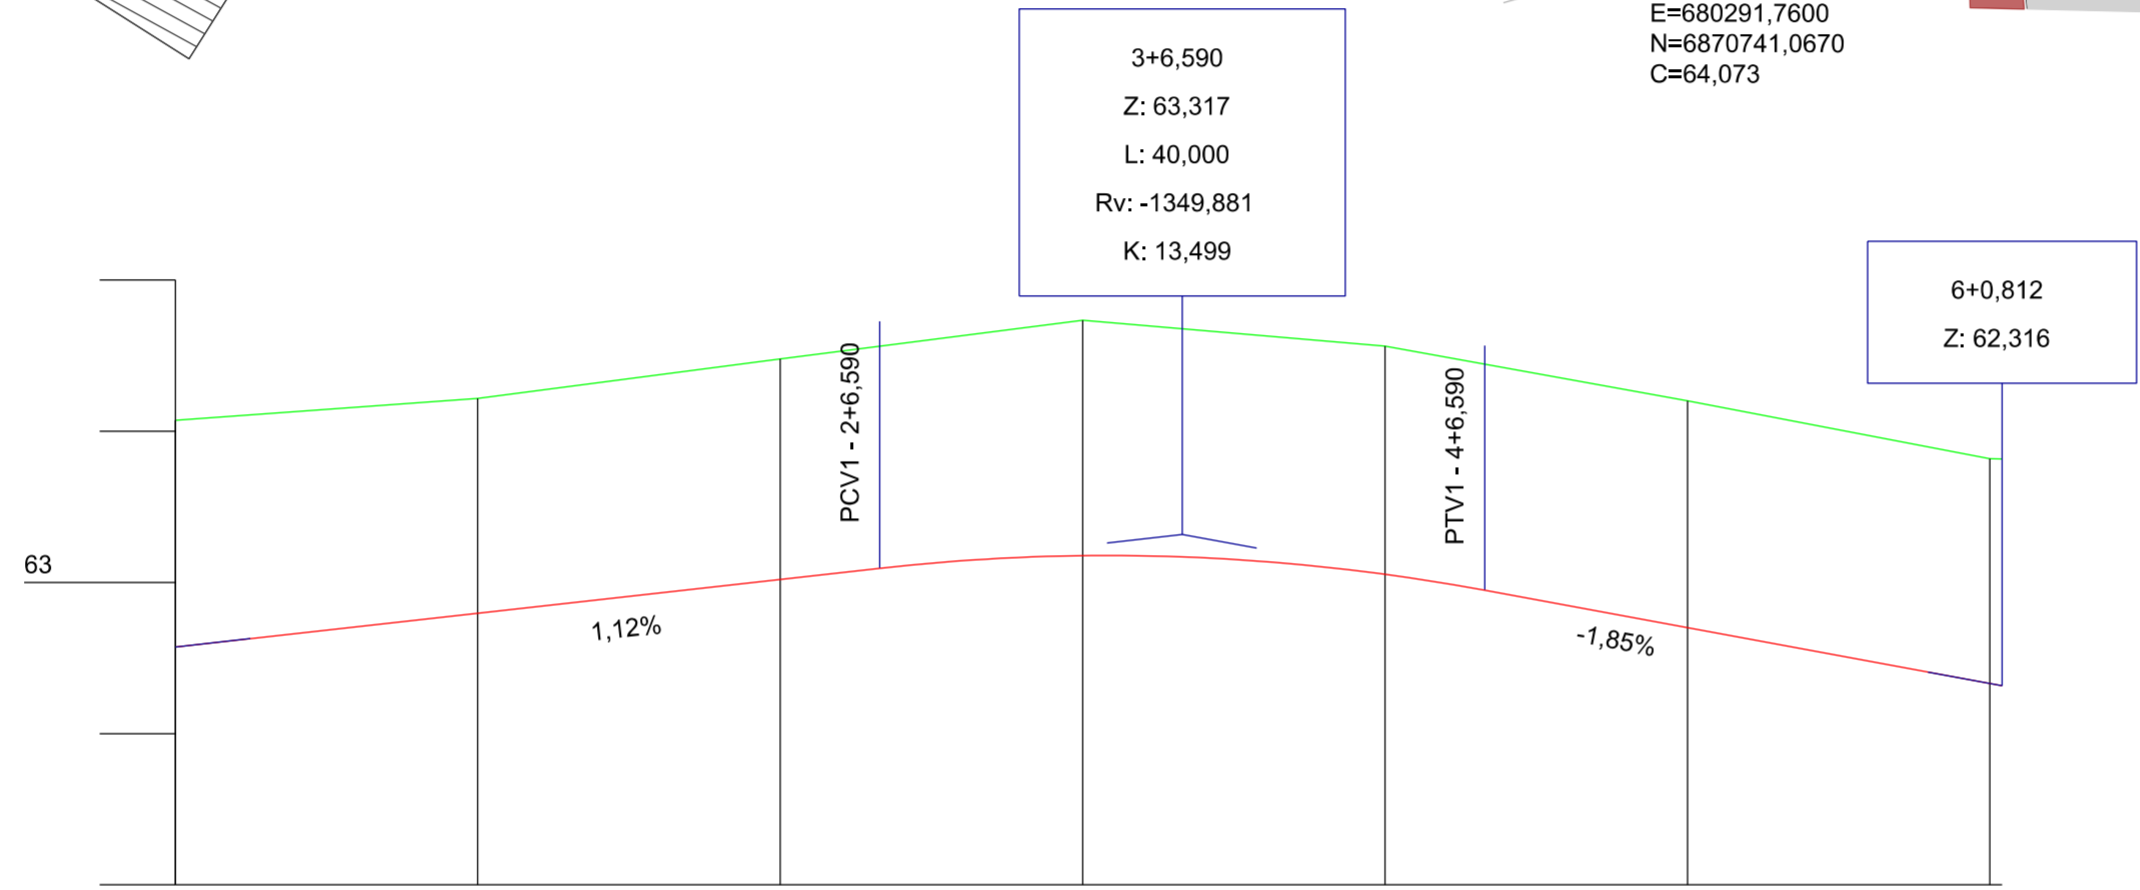 E=680291,7600
N=6870741,0670
C=64,073
3+6,590
Z: 63,317
L: 40,000
Rv: -1349,881
K: 13,499
6+0,812
Z: 62,316
PCV1 - 2+6,590
PTV1 - 4+6,590
63
1,12%
-1,85%